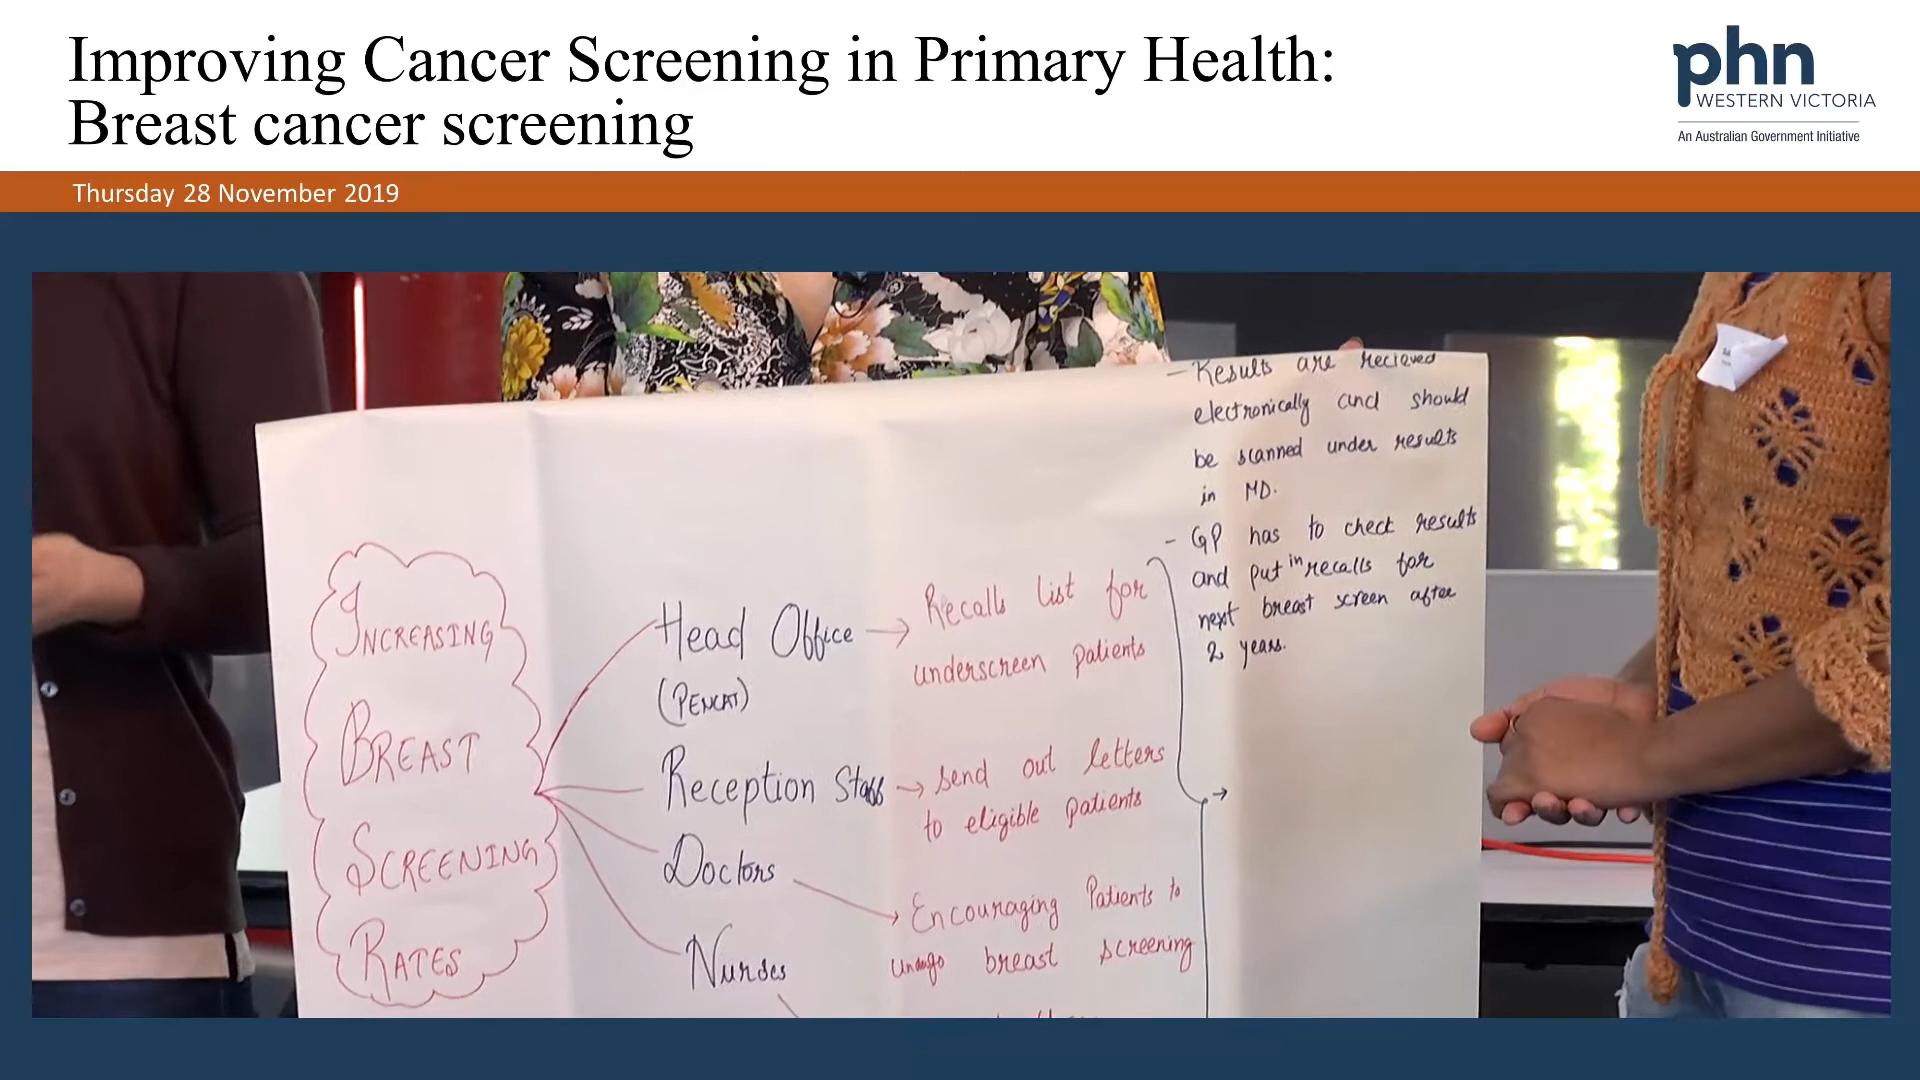 Improving Cancer Screening in Primary Health:
Breast cancer screening
phn
WESTERN VICTORIA
An Australian Government Initiative
Thursday 28 November 2019
INCREASING
BREAST
SCREENING
RATES
Head Office
(PENCAT)
Reception Staff
Doctors
Nurses
Recalls list for
underscreen patients
send out letters
to eligible patients
Encouraging Patients to
undergo breast screening
- Results are recieved
electronically and should
be scanned under results
in MD.
- GP has to check results
and put in recalls for
next breast screen after
2 years.